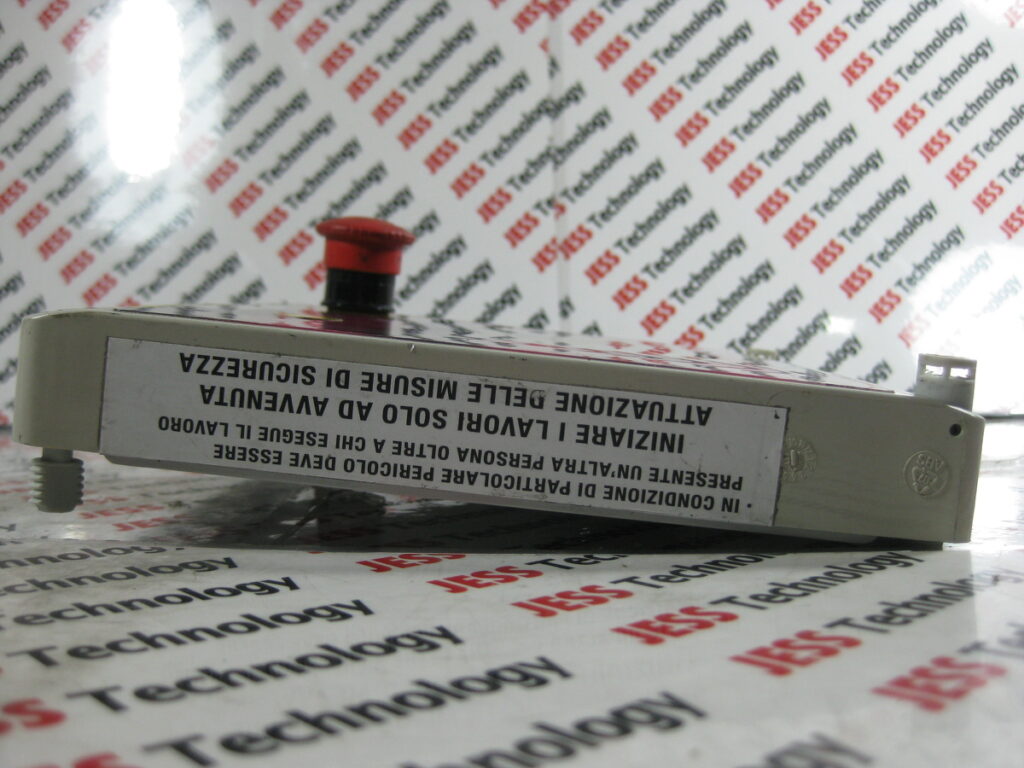 • IN CONDIZIONE DI PARTICOLARE PERICOLO DEVE ESSERE
PRESENTE UN'ALTRA PERSONA OLTRE A CHI ESEGUE IL LAVORO
INIZIARE I LAVORI SOLO AD AVVENUTA
ATTUAZIONE DELLE MISURE DI SICUREZZA
JESS Technology